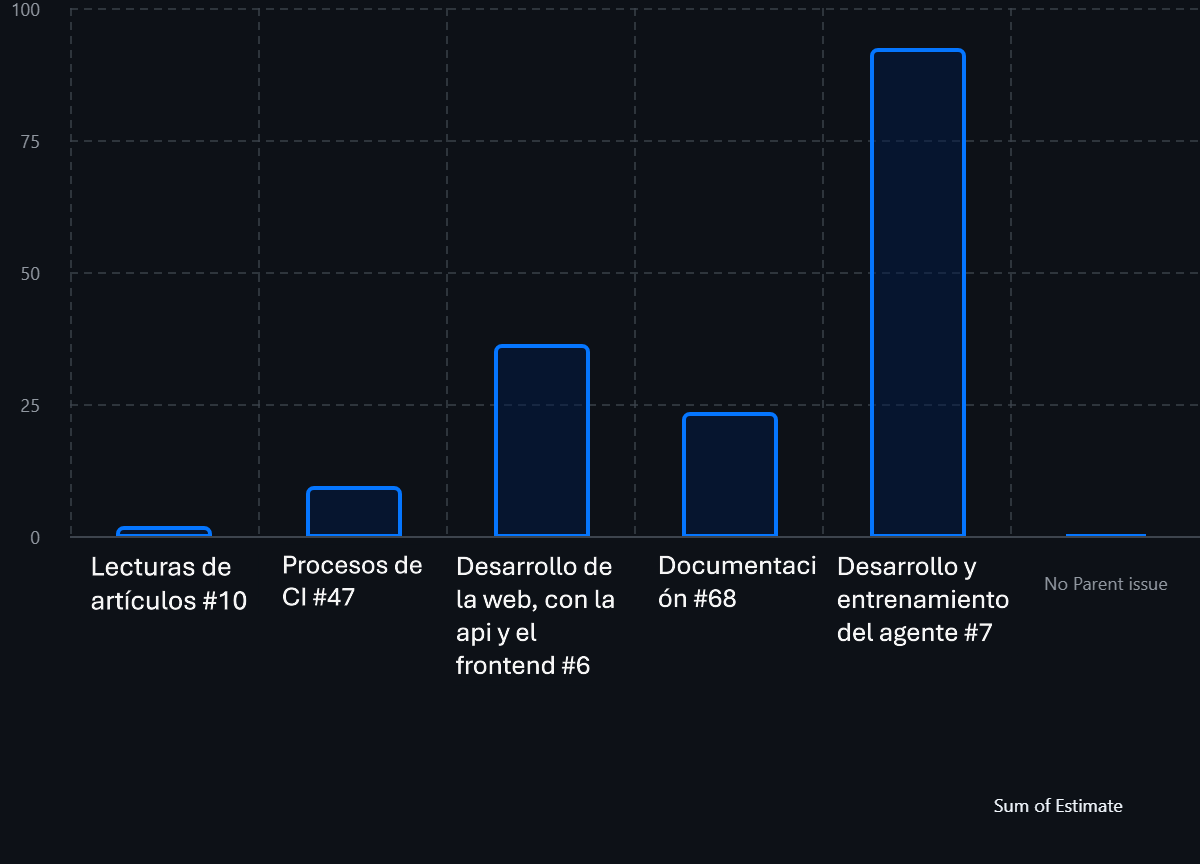 100
75
50
25
0
Lecturas de
artículos #10
Procesos de
CI #47
Desarrollo de
la web, con la
api y el
frontend #6
Documentaci
ón #68
Desarrollo y
entrenamiento
del agente #7
No Parent issue
Sum of Estimate